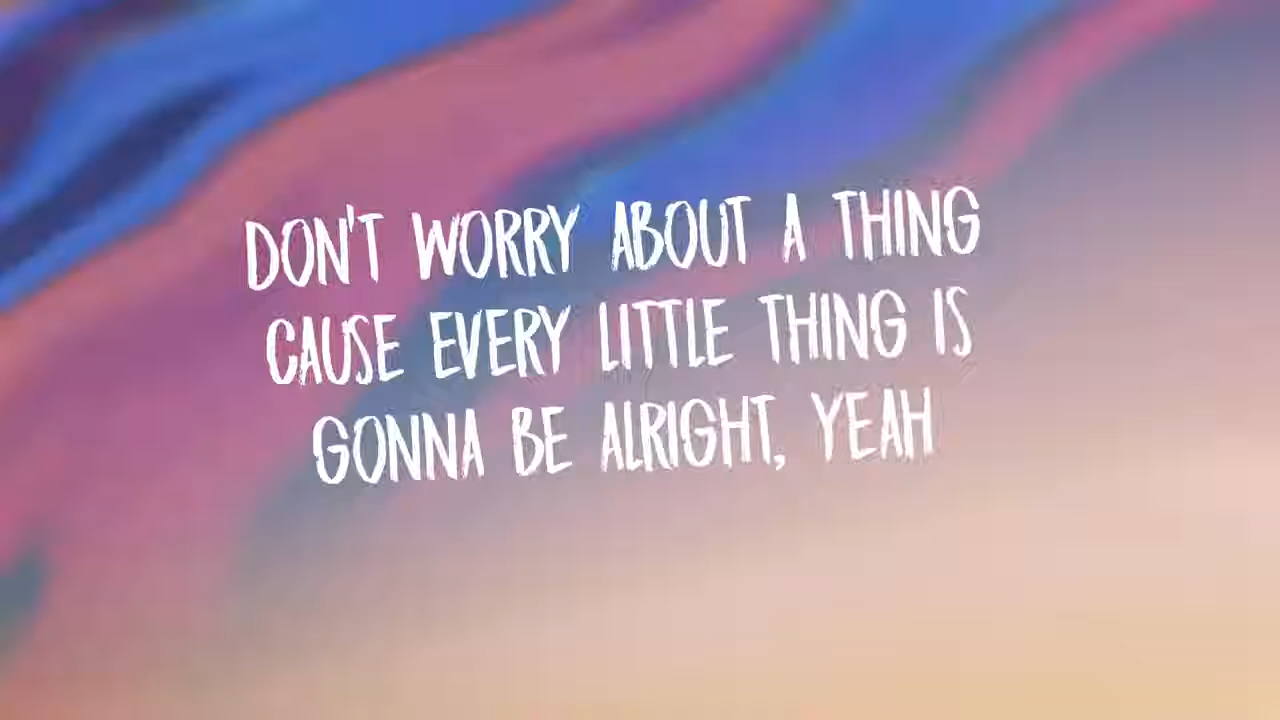 DON'T WORRY ABOUT A THING
CAUSE EVERY LITTLE THING IS
GONNA BE ALRIGHT, YEAH